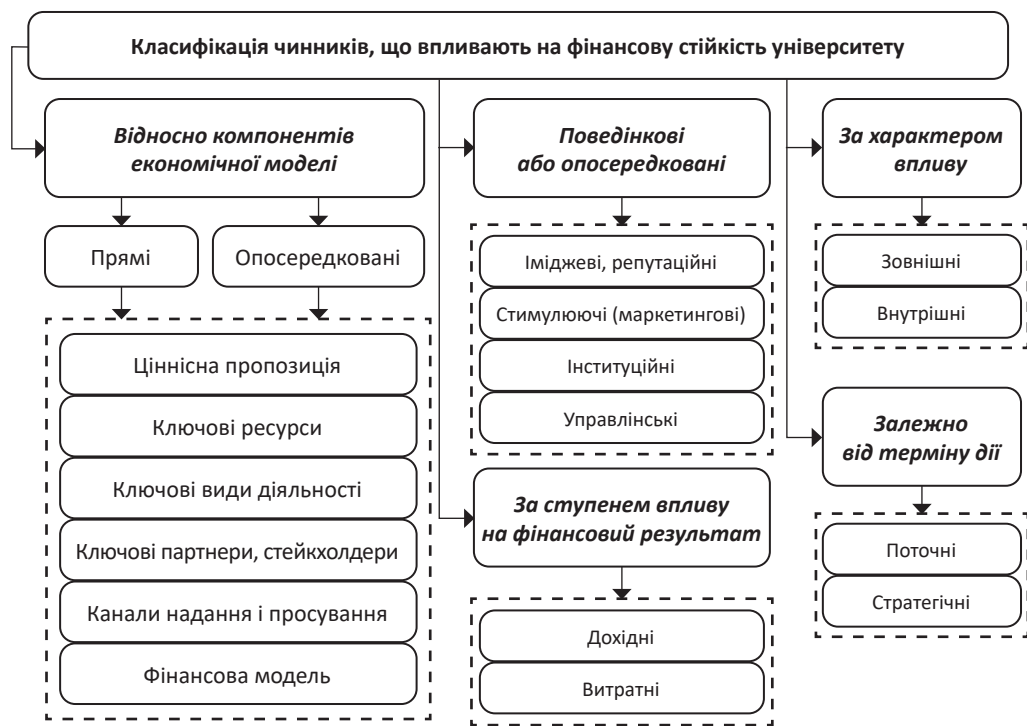 Класифікація чинників, що впливають на фінансову стійкість університету
Відносно компонентів
економічної моделі
Прямі
Опосередковані
Ціннісна пропозиція
Ключові ресурси
Ключові види діяльності
Ключові партнери, стейкхолдери
Канали надання і просування
Фінансова модель
Поведінкові
або опосередковані
Іміджеві, репутаційні
Стимулюючі (маркетингові)
Інституційні
Управлінські
За ступенем впливу
на фінансовий результат
Дохідні
Витратні
За характером
впливу
Зовнішні
Внутрішні
Залежно
від терміну дії
Поточні
Стратегічні